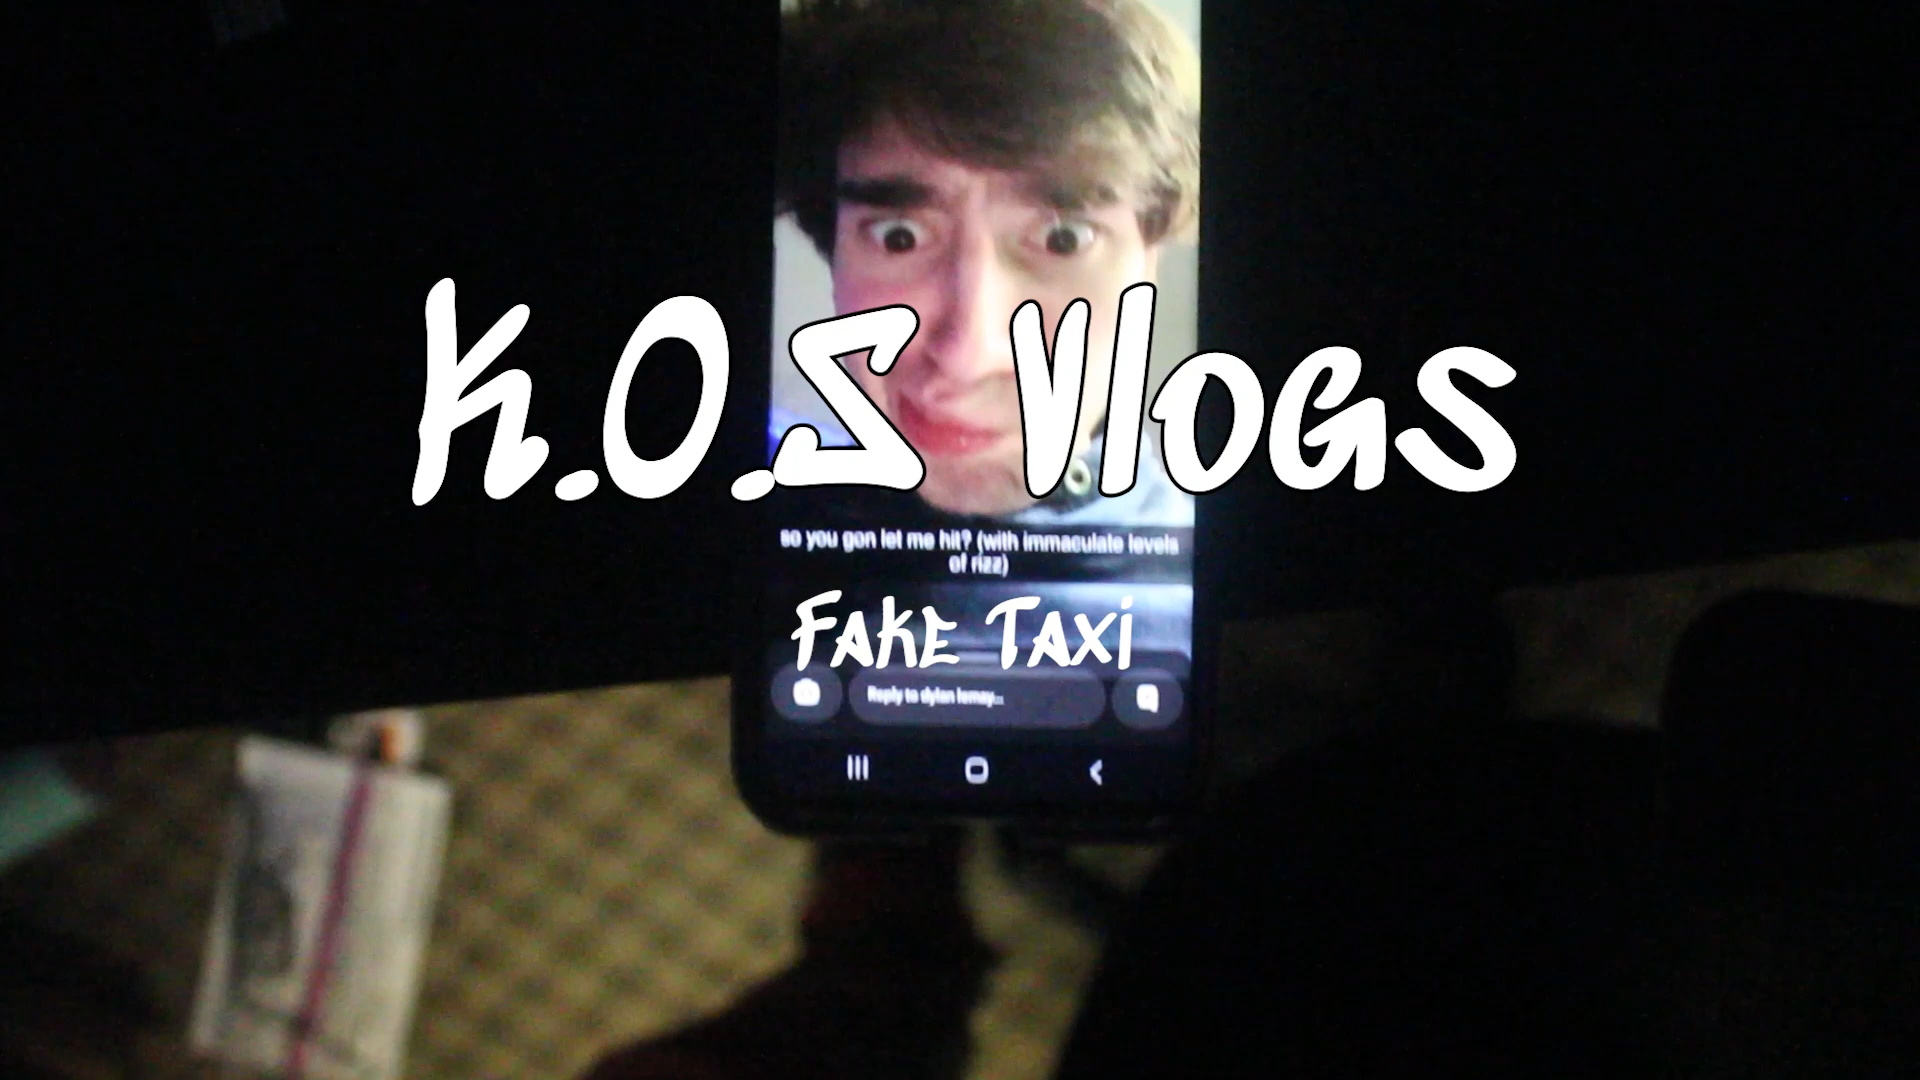 K.O.S Vlogs
so you gon let me hit? (with immaculate levels
of rizz)
Fake Taxi
Reply to dylan lemay...